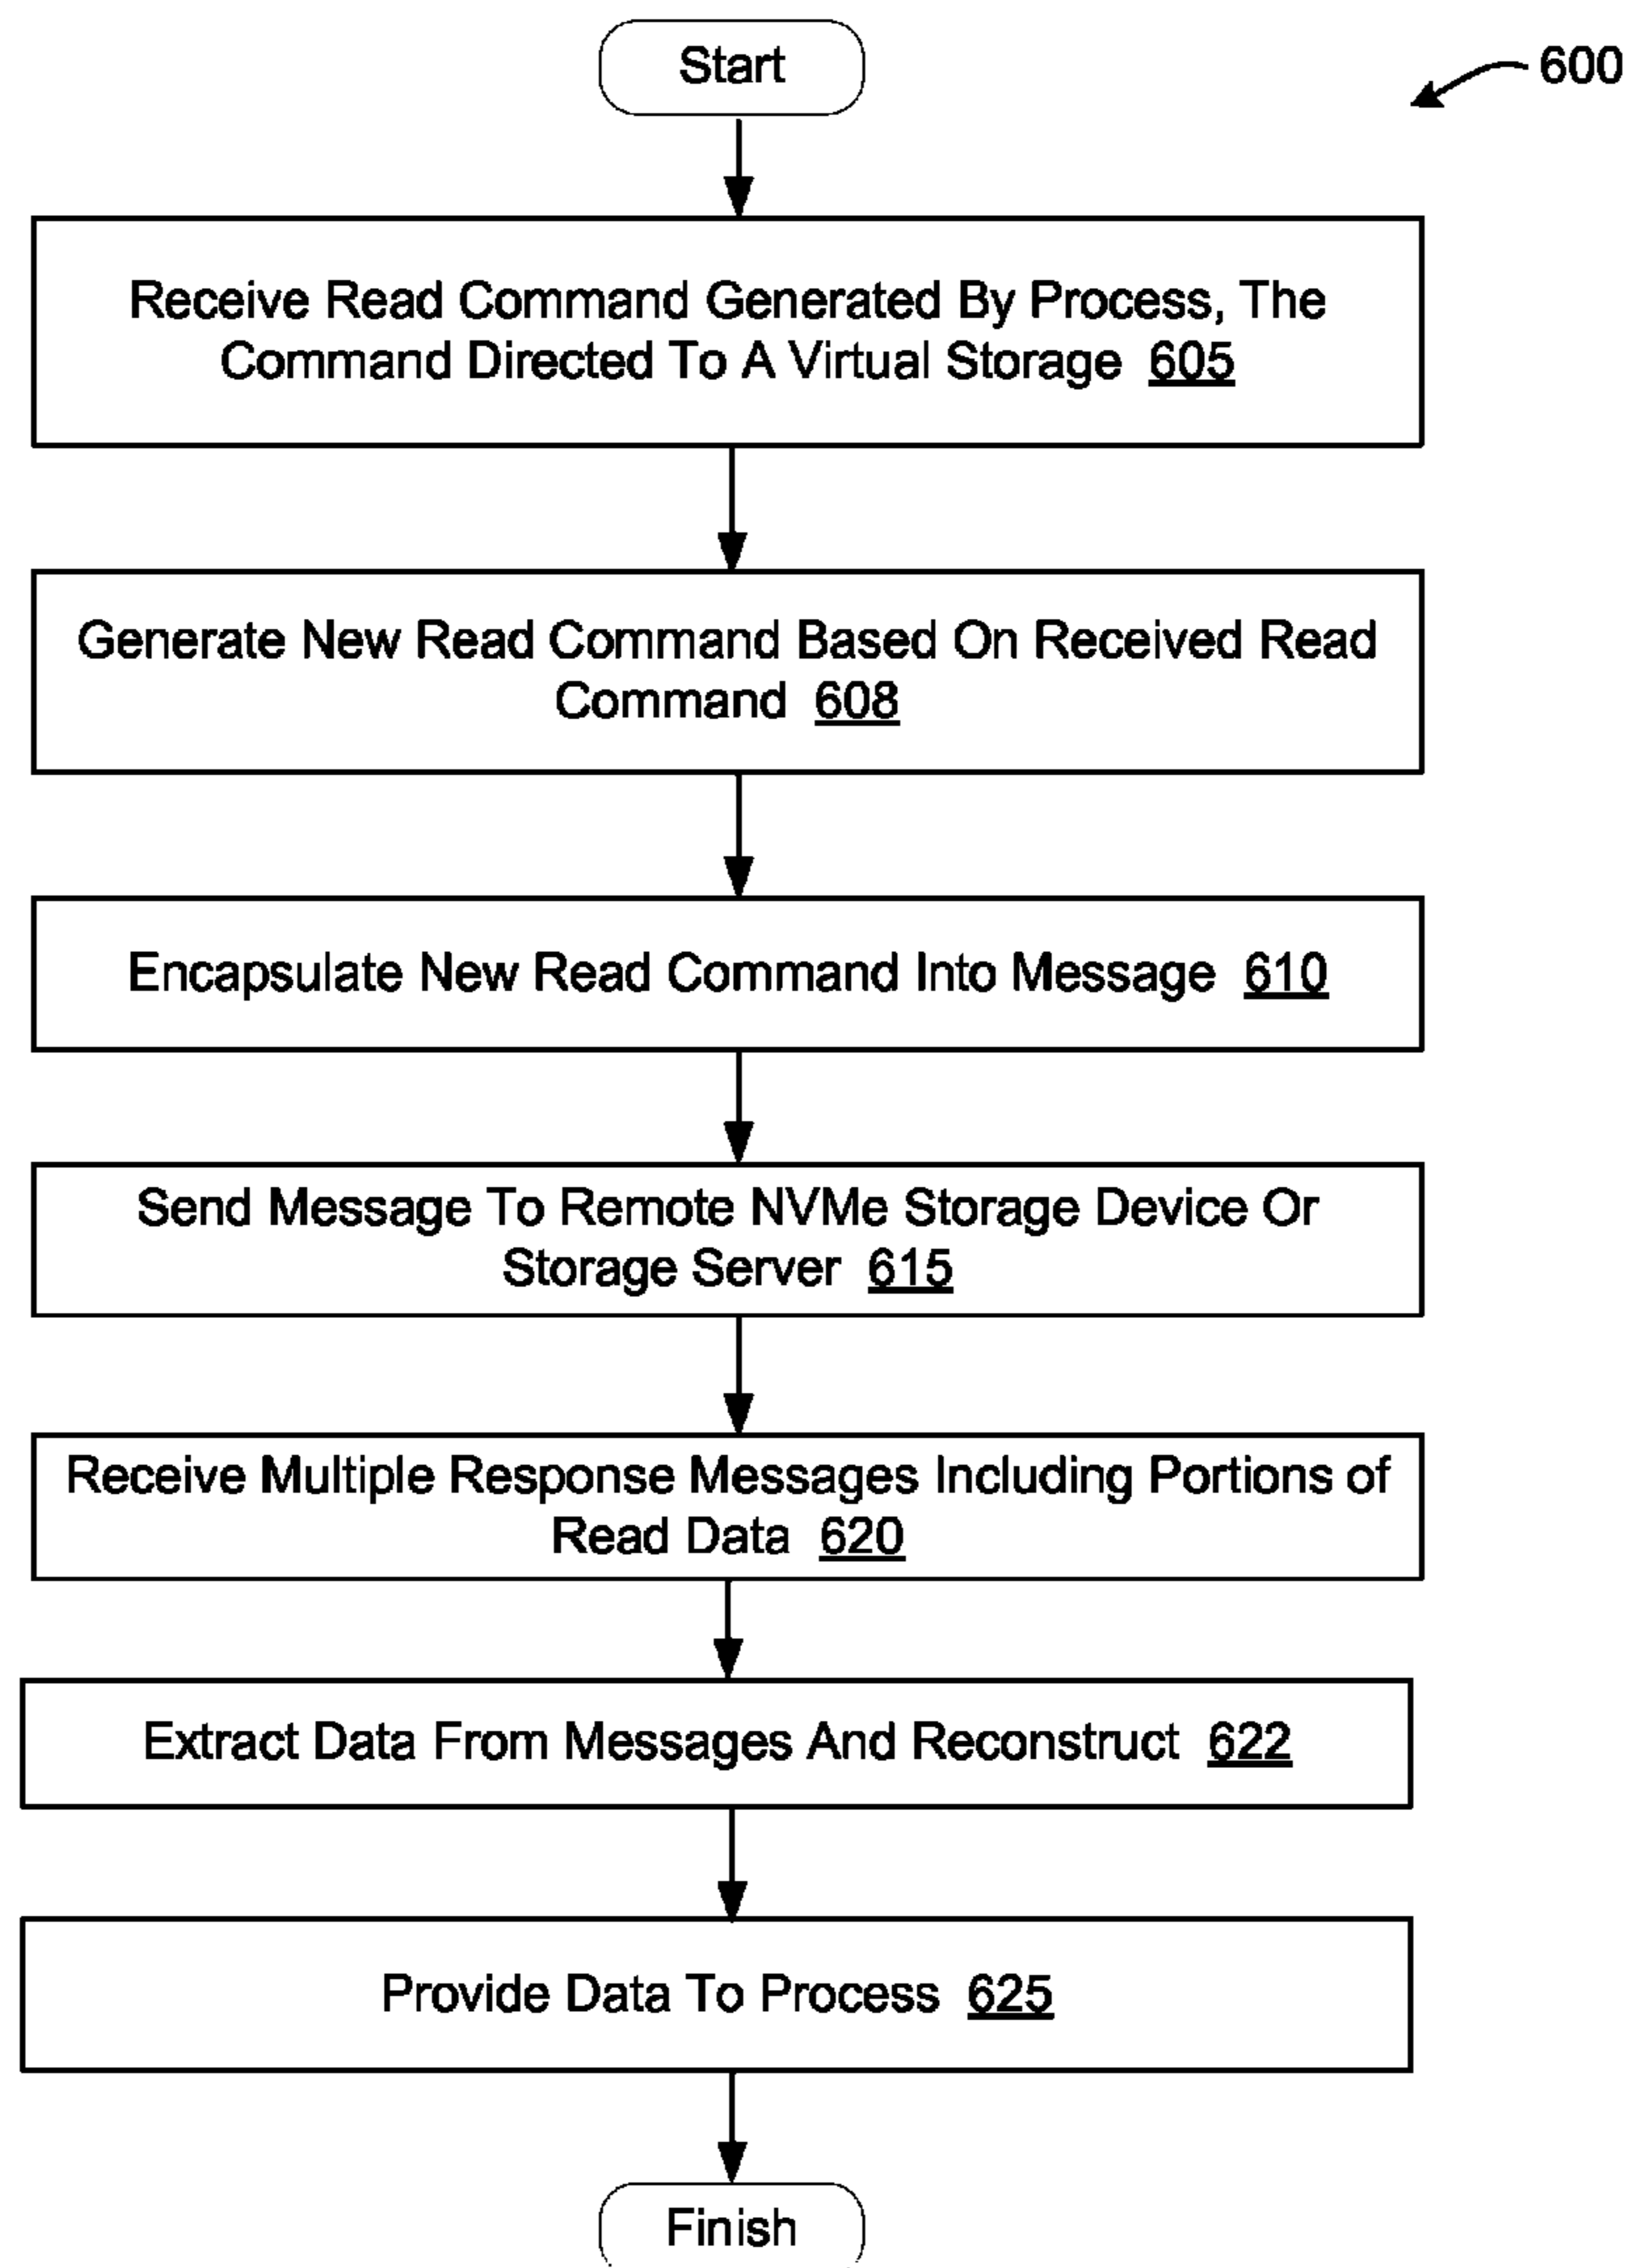 Start
600
Receive Read Command Generated By Process, The
Command Directed To A Virtual Storage 605
Generate New Read Command Based On Received Read
Command 608
Encapsulate New Read Command Into Message 610
Send Message To Remote NVMe Storage Device Or
Storage Server 615
Receive Multiple Response Messages Including Portions of
Read Data 620
Extract Data From Messages And Reconstruct 622
Provide Data To Process 625
Finish